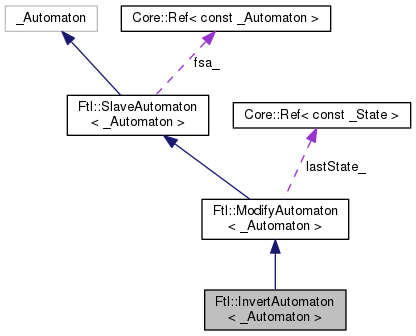 _Automaton
Core::Ref< const _Automaton >
fsa_
Ftl::SlaveAutomaton
< _Automaton >
Core::Ref< const _State >
lastState_
Ftl::ModifyAutomaton
< _Automaton >
Ftl::InvertAutomaton
< _Automaton >